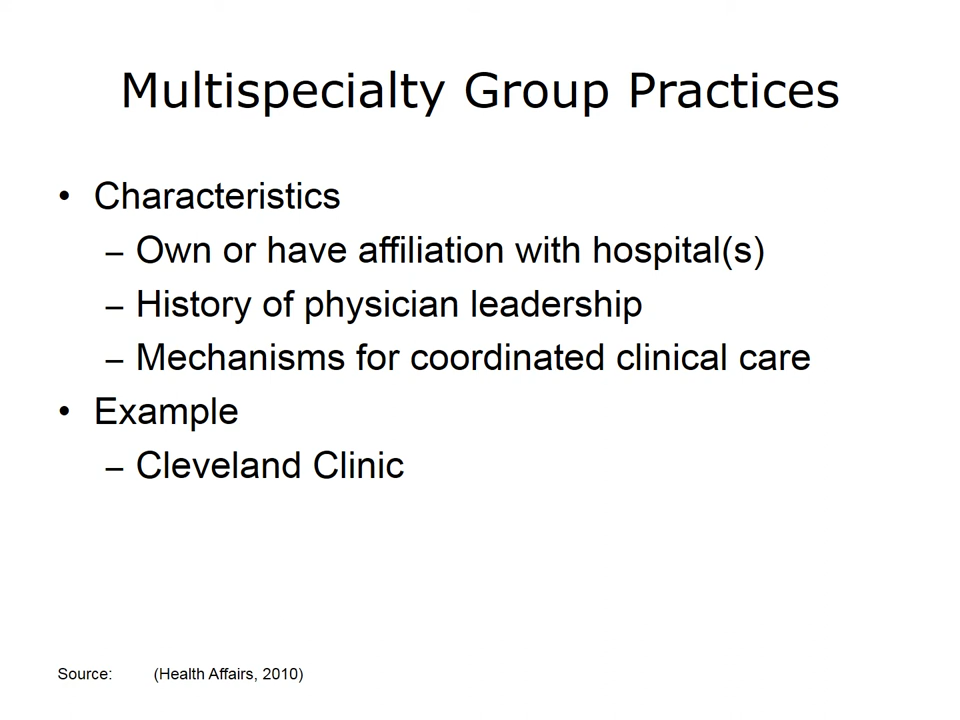 Multispecialty Group Practices
• Characteristics
– Own or have affiliation with hospital(s)
– History of physician leadership
– Mechanisms for coordinated clinical care
• Example
– Cleveland Clinic
Source: (Health Affairs, 2010)